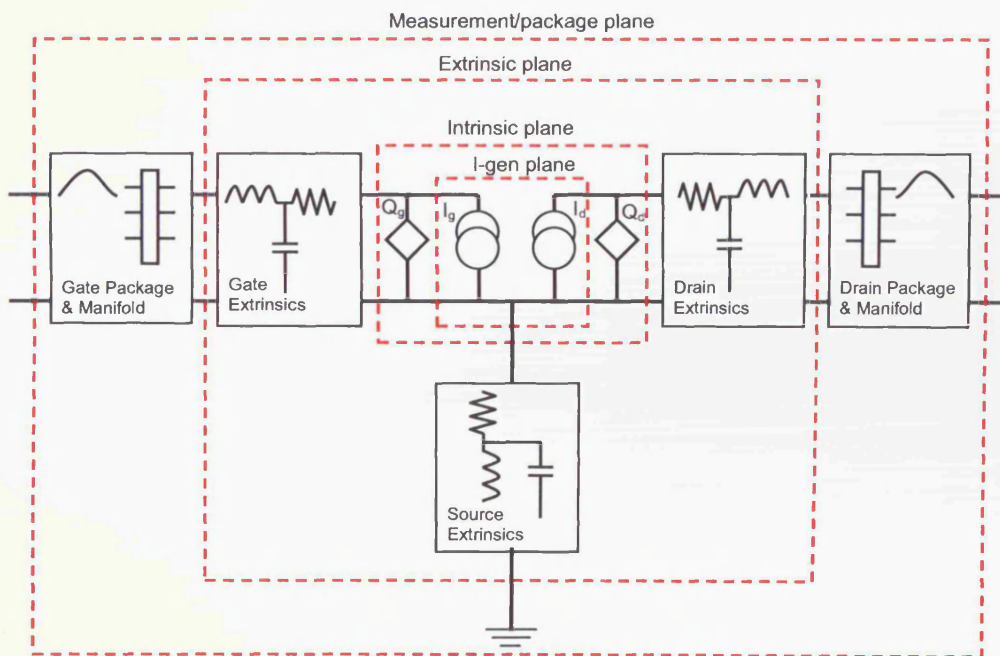 Measurement/package plane
Extrinsic plane
Intrinsic plane
I-gen plane
Qg
Ig
Id
Qd
Gate Package
& Manifold
Gate
Extrinsics
Drain
Extrinsics
Drain Package
& Manifold
Source
Extrinsics